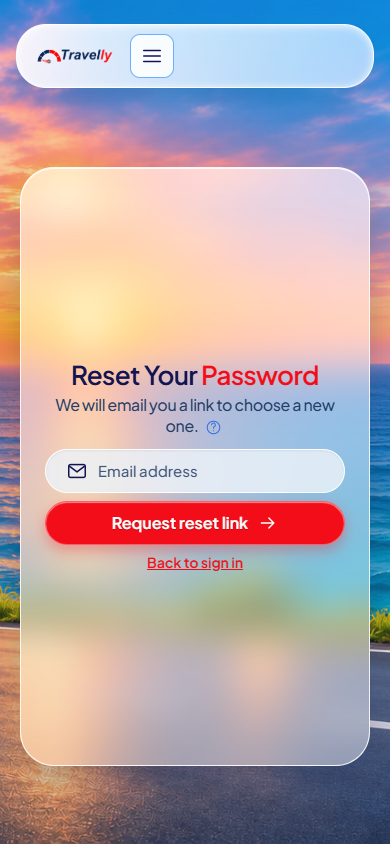 Travelly
Reset Your Password
We will email you a link to choose a new
one. ?
Email address
Request reset link →
Back to sign in